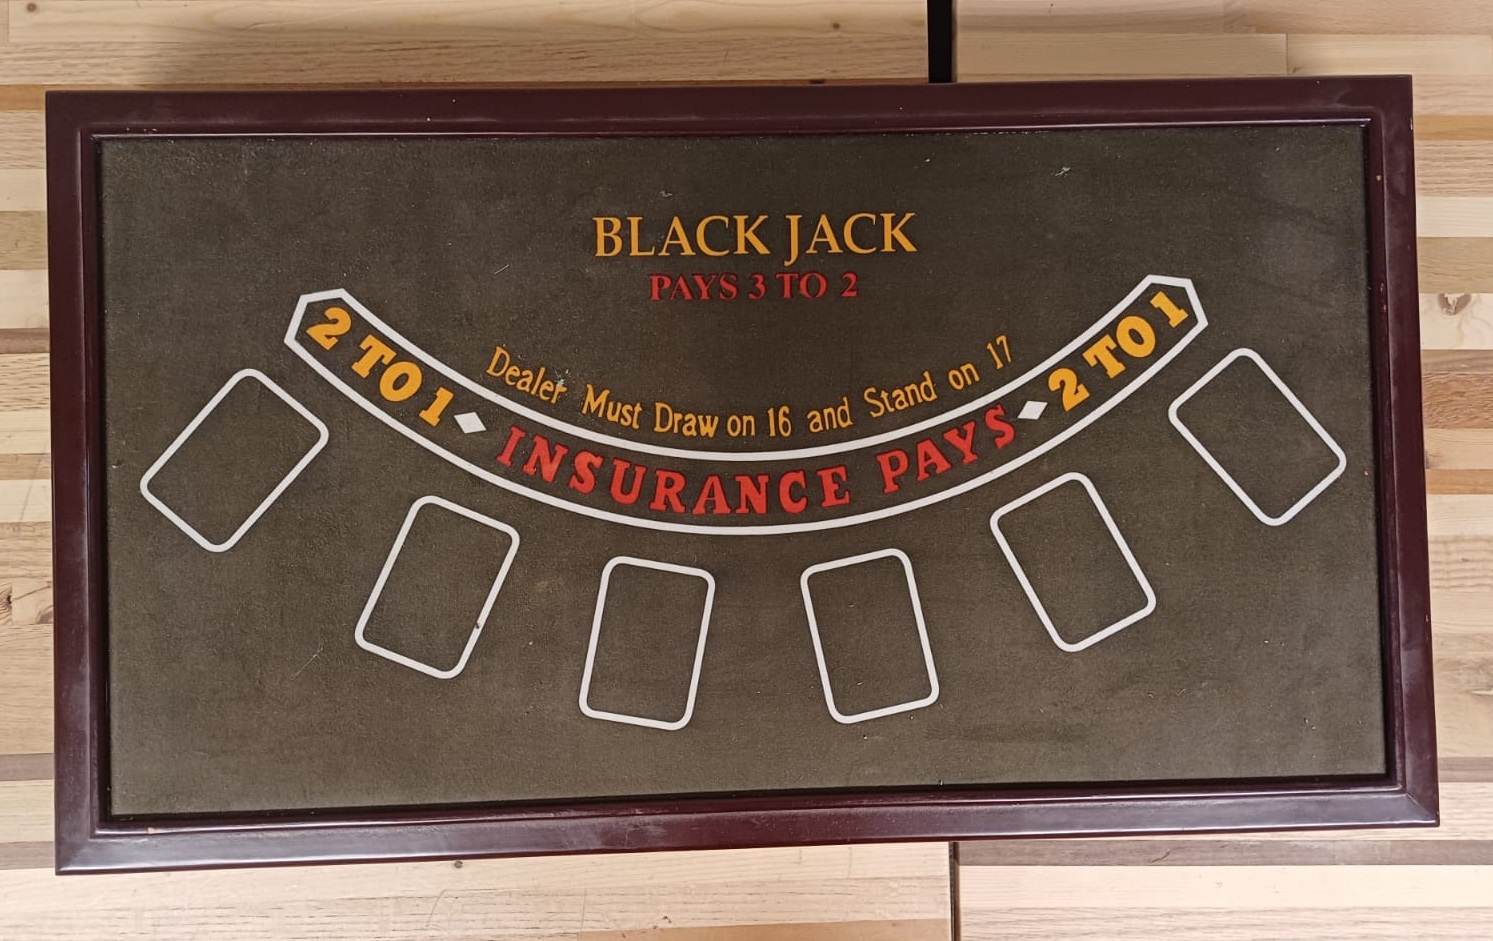 BLACK JACK
PAYS 3 TO 2
Dealer Must Draw on 16 and Stand on 17
2 TO 1 INSURANCE PAYS 2 TO 1